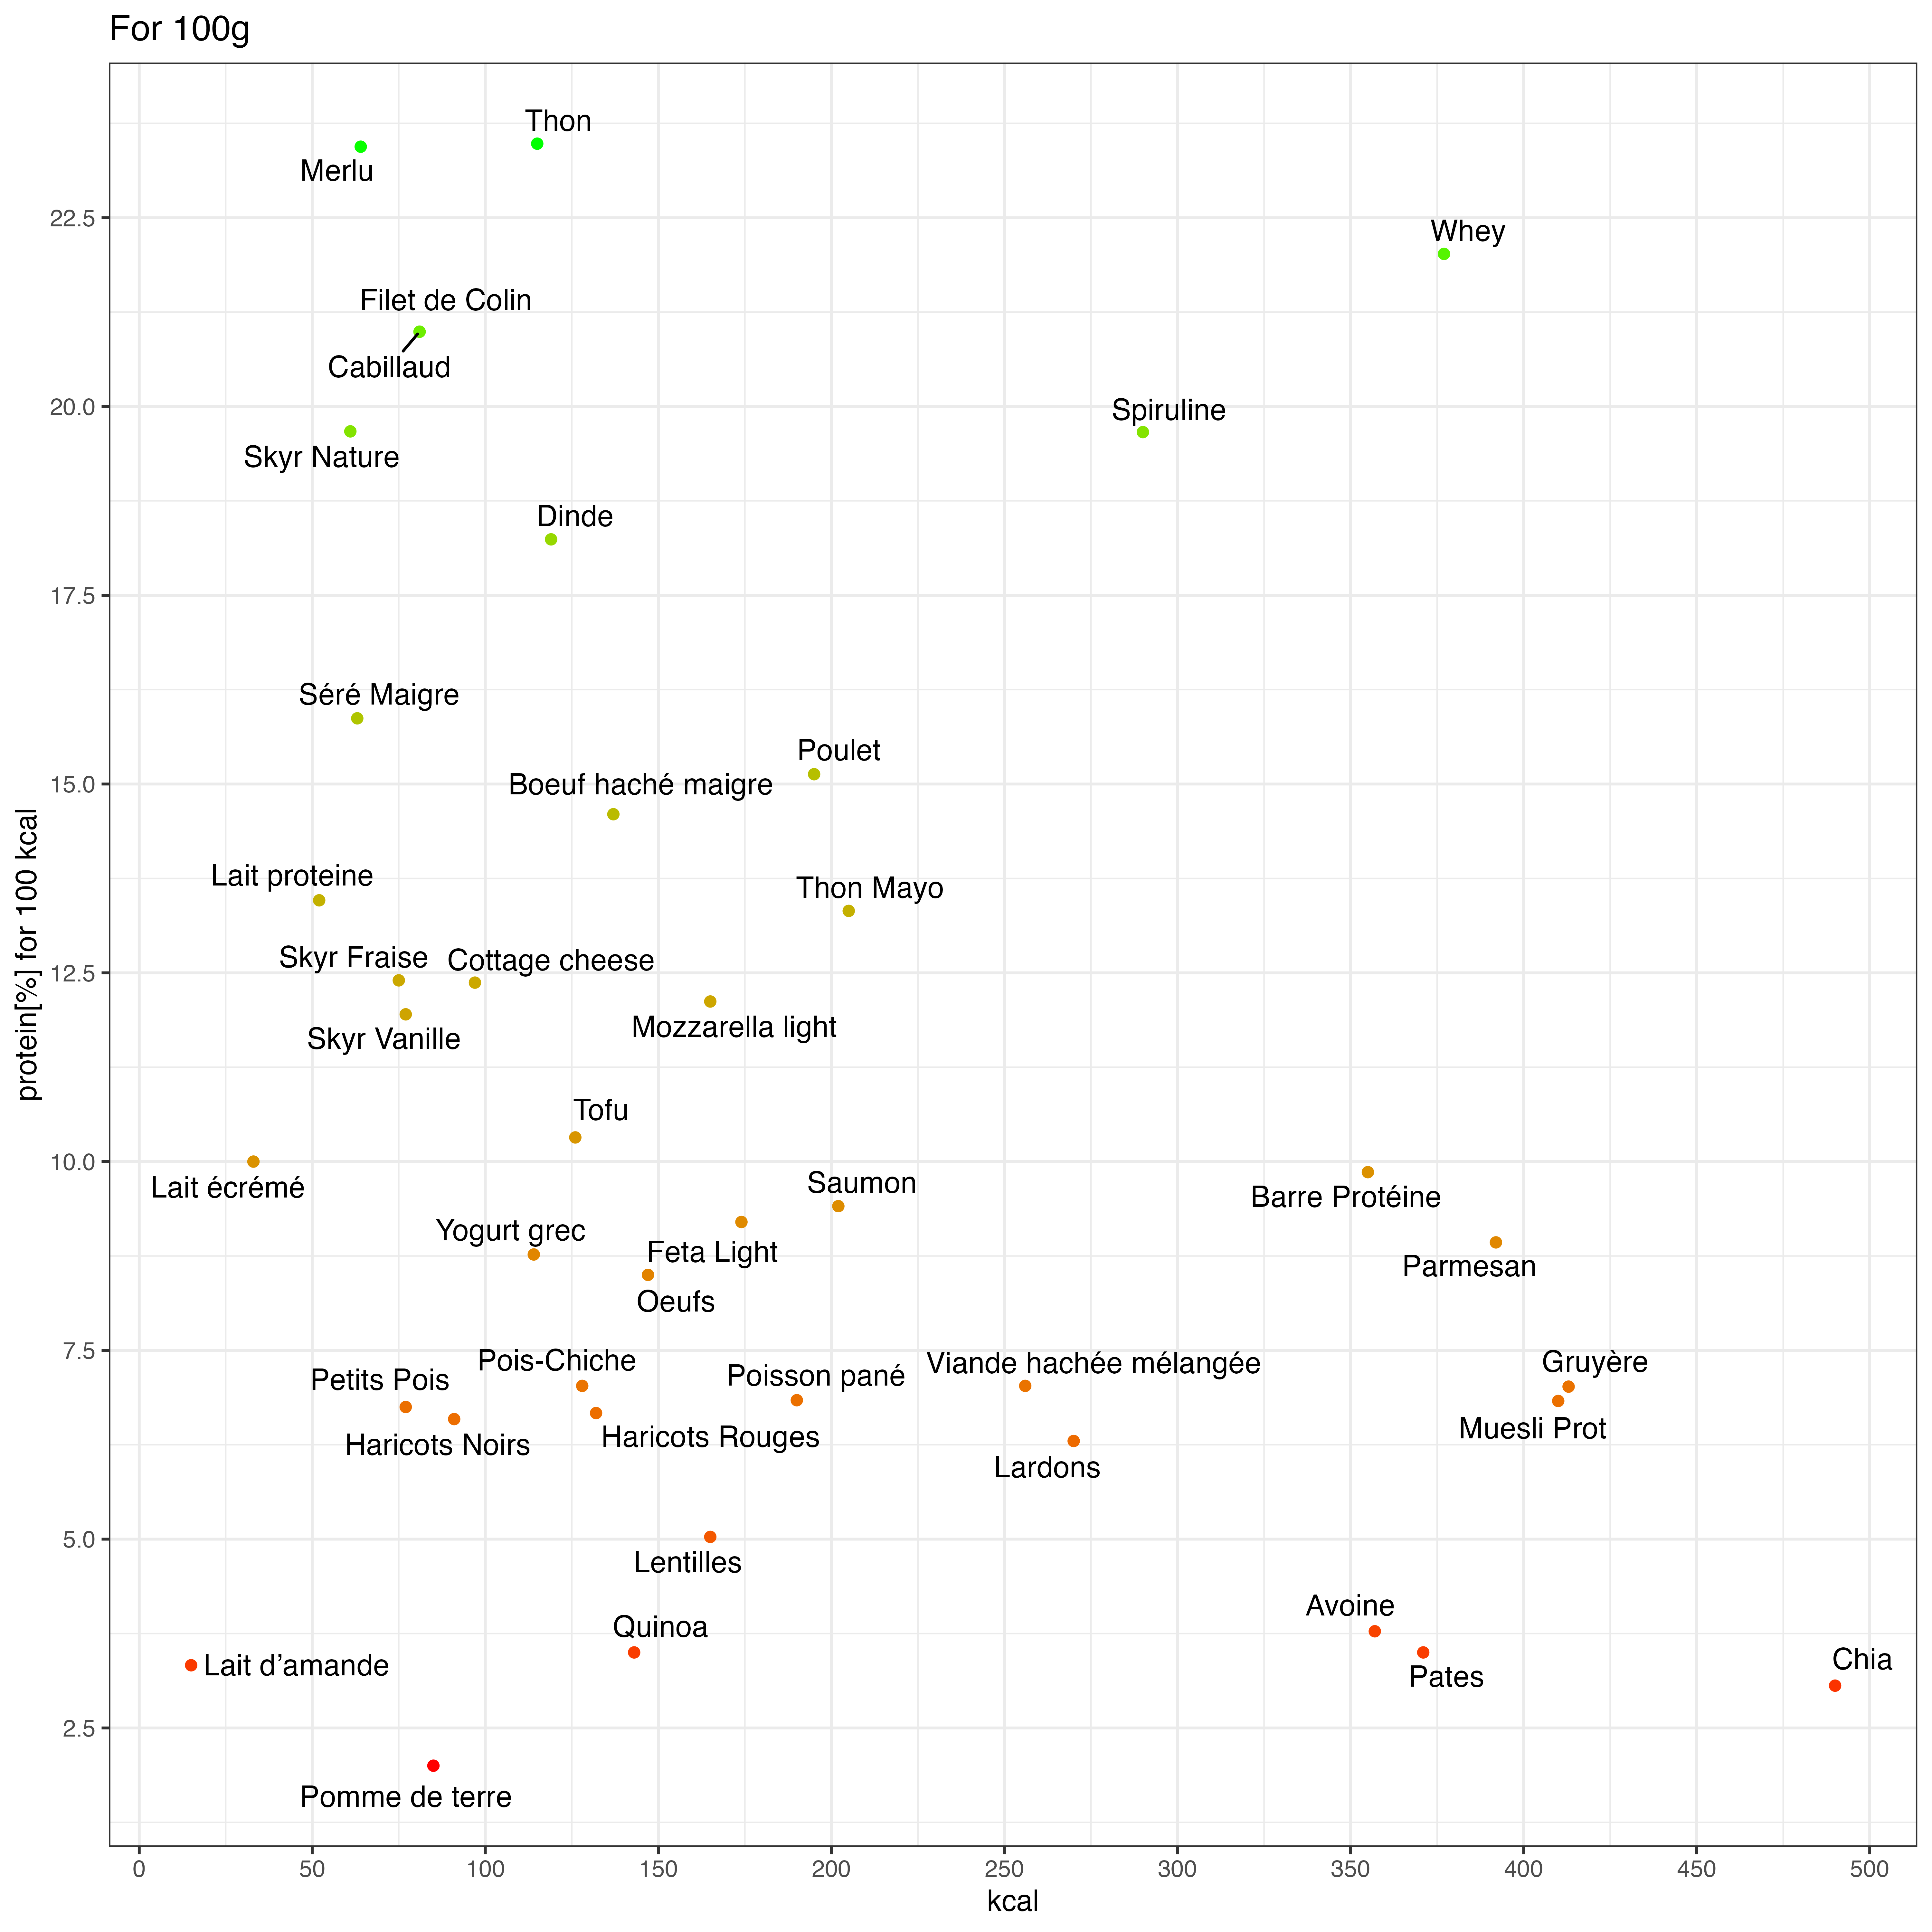 For 100g
Thon
Merlu
22.5
Whey
Filet de Colin
Cabillaud
20.0
Spiruline
Skyr Nature
Dinde
17.5
Séré Maigre
Poulet
15.0
Boeuf haché maigre
Lait proteine
Thon Mayo
Skyr Fraise
Cottage cheese
12.5
Mozzarella light
Skyr Vanille
Tofu
10.0
Lait écrémé
Saumon
Barre Protéine
Yogurt grec
Feta Light
Parmesan
Oeufs
7.5
Pois-Chiche
Viande hachée mélangée
Gruyère
Petits Pois
Poisson pané
Haricots Noirs
Haricots Rouges
Muesli Prot
Lardons
5.0
Lentilles
Avoine
Quinoa
Lait d’amande
Pates
Chia
2.5
Pomme de terre
protein[%] for 100 kcal
0 50 100 150 200 250 300 350 400 450 500
kcal